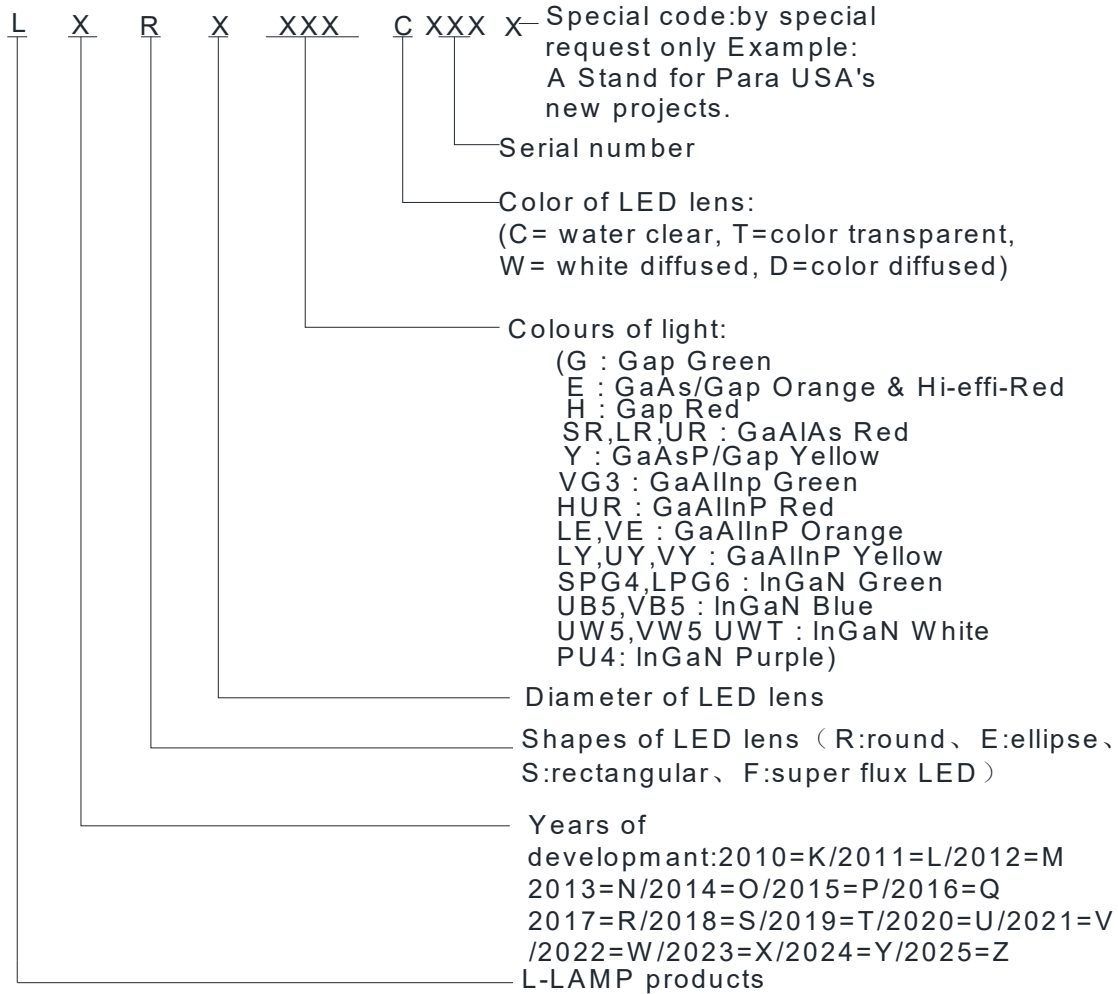 L X R X XXX C XXX X Special code:by special
request only Example:
A Stand for Para USA's
new projects.
Serial number
Color of LED lens:
(C= water clear, T=color transparent,
W= white diffused, D=color diffused)
Colours of light:
(G : Gap Green
E : GaAs/Gap Orange & Hi-effi-Red
H : Gap Red
SR,LR,UR : GaAlAs Red
Y : GaAsP/Gap Yellow
VG3 : GaAlInp Green
HUR : GaAlInP Red
LE,VE : GaAlInP Orange
LY,UY,VY : GaAlInP Yellow
SPG4,LPG6 : InGaN Green
UB5,VB5 : InGaN Blue
UW5,VW5 UWT : InGaN White
PU4: InGaN Purple)
Diameter of LED lens
Shapes of LED lens（R:round、E:ellipse、
S:rectangular、F:super flux LED）
Years of
developmant:2010=K/2011=L/2012=M
2013=N/2014=O/2015=P/2016=Q
2017=R/2018=S/2019=T/2020=U/2021=V
/2022=W/2023=X/2024=Y/2025=Z
L-LAMP products